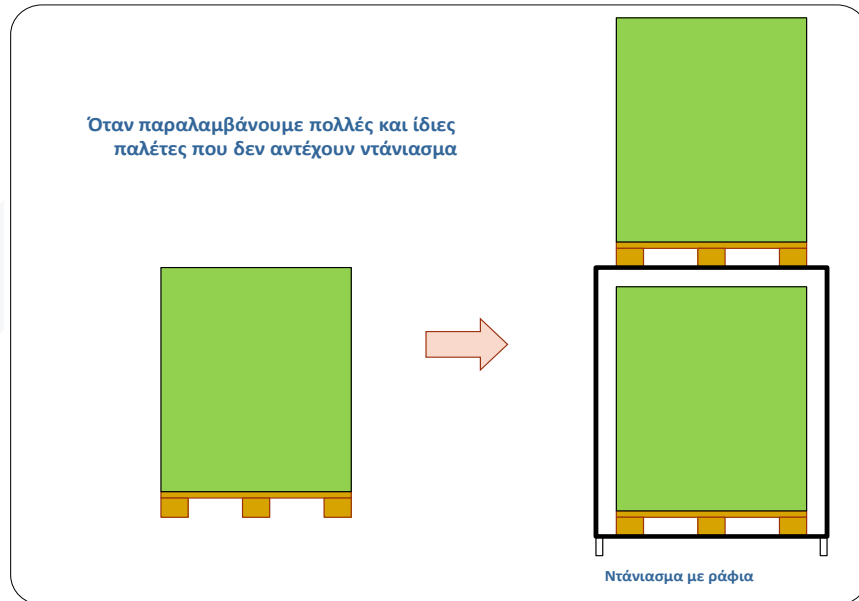 Όταν παραλαμβάνουμε πολλές και ίδιες
παλέτες που δεν αντέχουν ντάνιασμα
Ντάνιασμα με ράφια